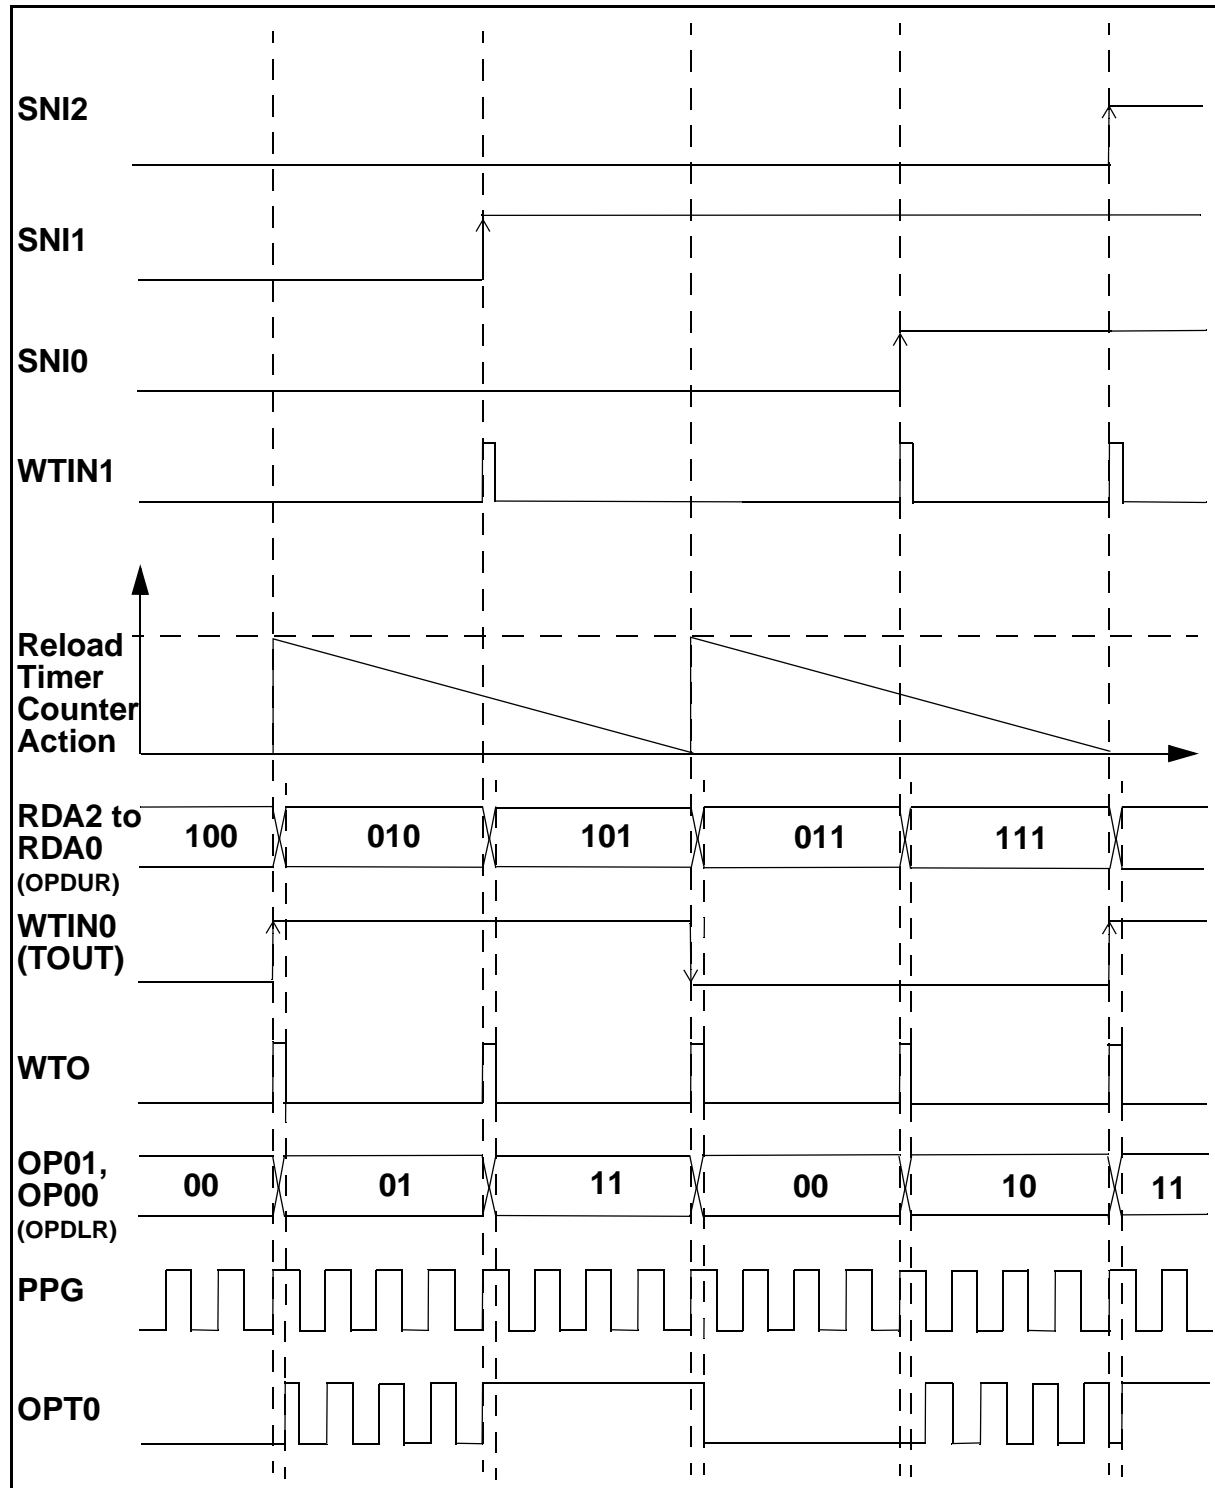 SNI2
SNI1
SNI0
WTIN1
Reload
Timer
Counter
Action
RDA2 to
RDA0
(OPDUR)
100 010 101 011 111
WTIN0
(TOUT)
WTO
OP01,
OP00
(OPDLR)
00 01 11 00 10 11
PPG
OPT0